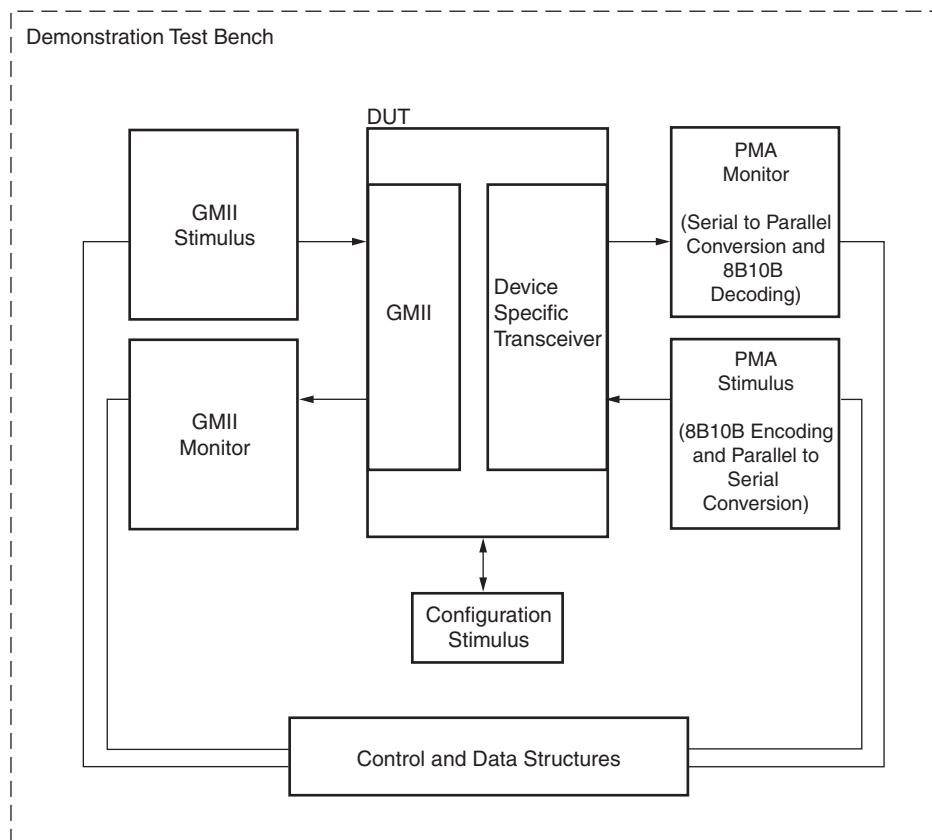 Demonstration Test Bench
DUT
GMII
Stimulus
GMII
Monitor
GMII
Device
Specific
Transceiver
PMA
Monitor
(Serial to Parallel
Conversion and
8B10B
Decoding)
PMA
Stimulus
(8B10B Encoding
and Parallel to
Serial
Conversion)
Configuration
Stimulus
Control and Data Structures